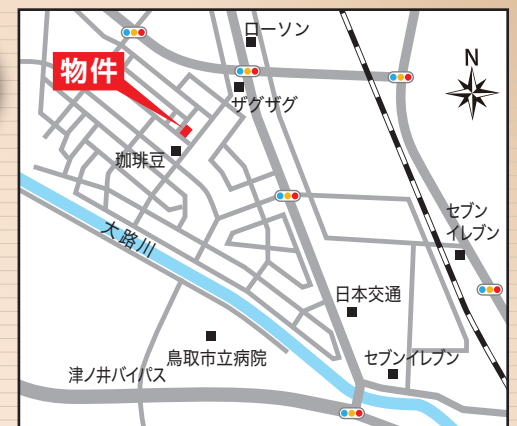 ローソン
N
物件
ザグザグ
珈琲豆
セブン
イレブン
大路川
日本交通
鳥取市立病院
セブンイレブン
津ノ井バイパス